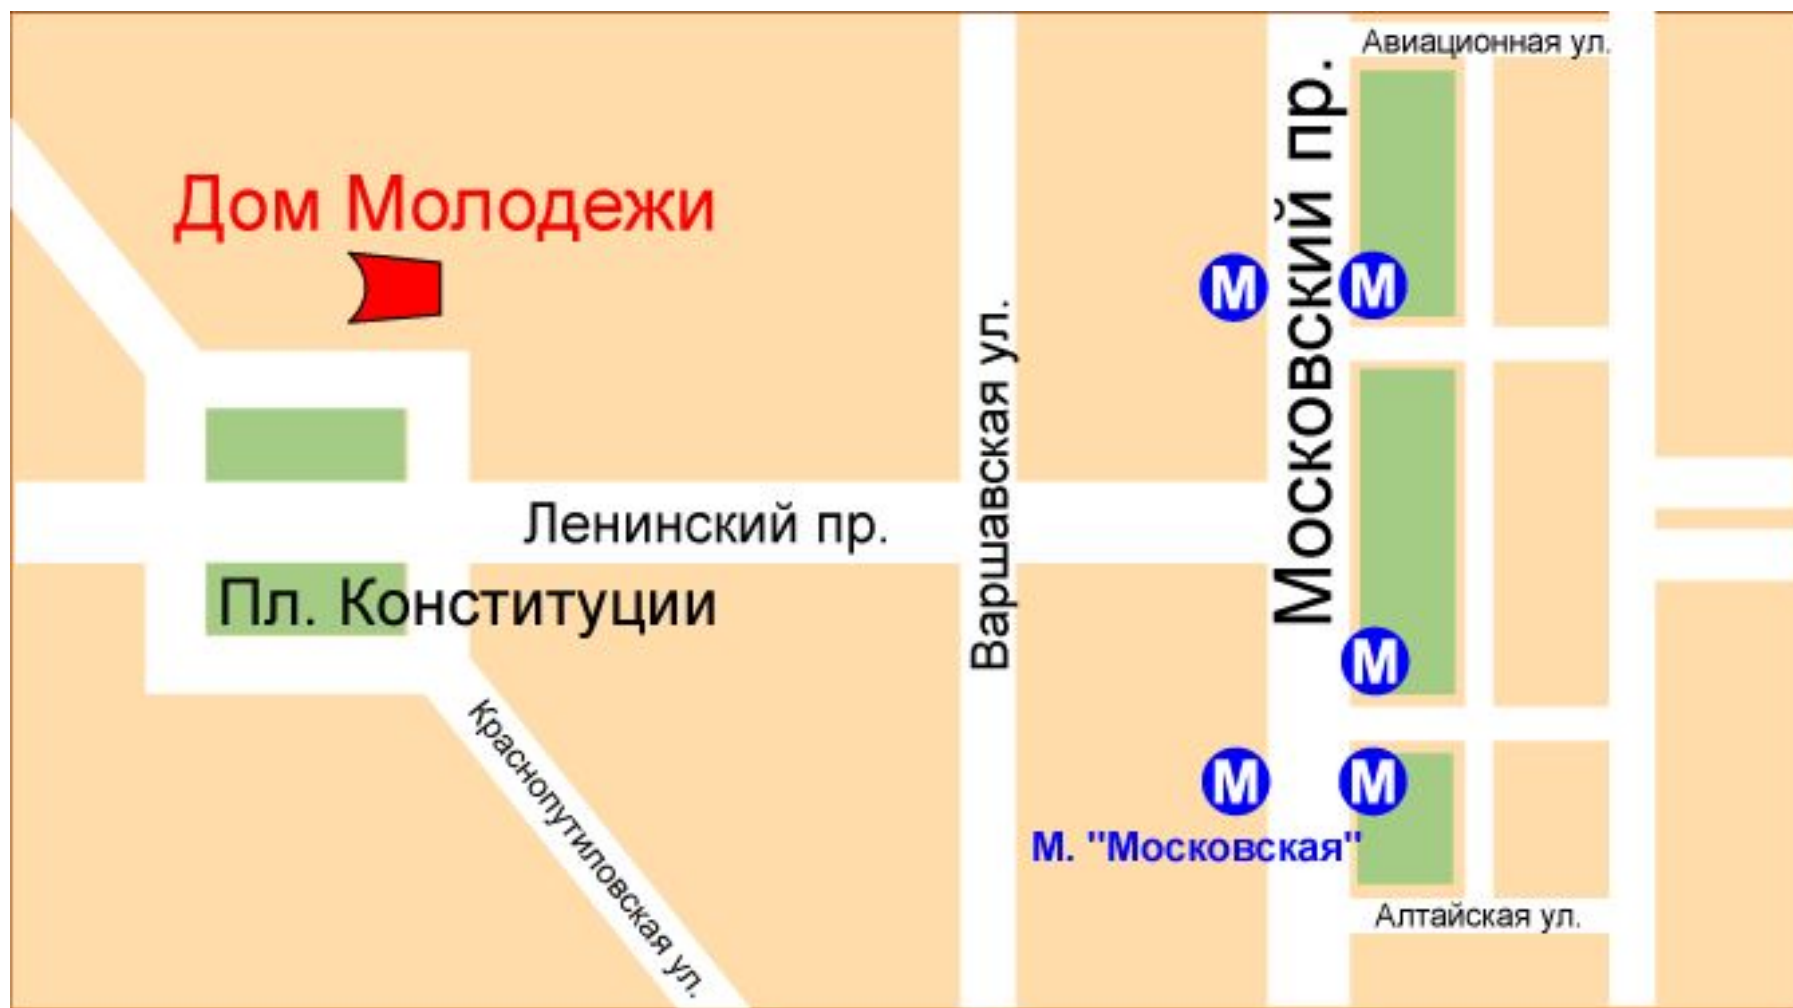 Авиационная ул.
Московский пр.
Дом Молодежи
М
М
Варшавская ул.
Ленинский пр.
Пл. Конституции
М
Краснопутиловская ул.
М
М
М. "Московская"
Алтайская ул.